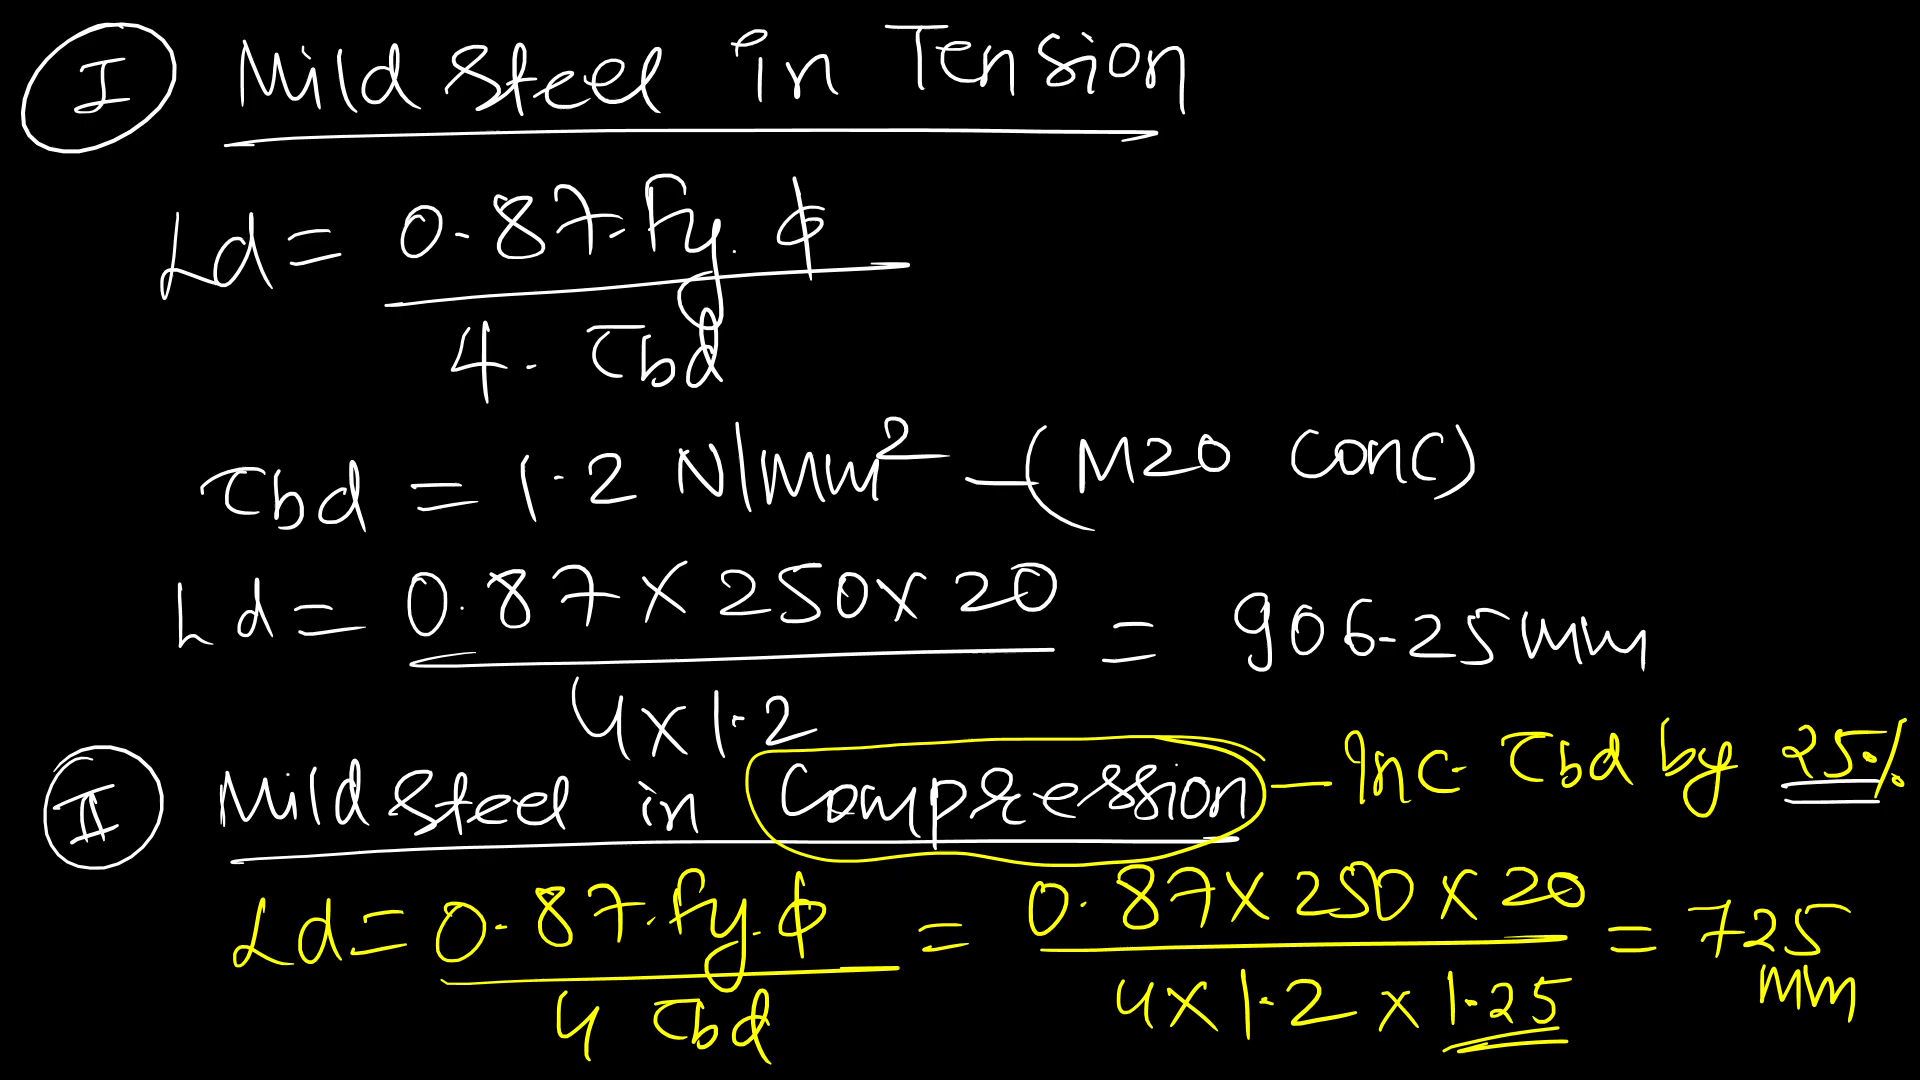 I Mild Steel in Tension
Ld = 0.87.fy.ϕ / 4.τbd
τbd = 1.2 N/mm² - (M20 Conc)
Ld = 0.87 X 250 X 20 / 4 X 1.2 = 906.25 mm
II Mild Steel in Compression - Inc. τbd by 25%
Ld = 0.87.fy.ϕ / 4 τbd = 0.87 X 250 X 20 / 4 X 1.2 X 1.25 = 725 mm